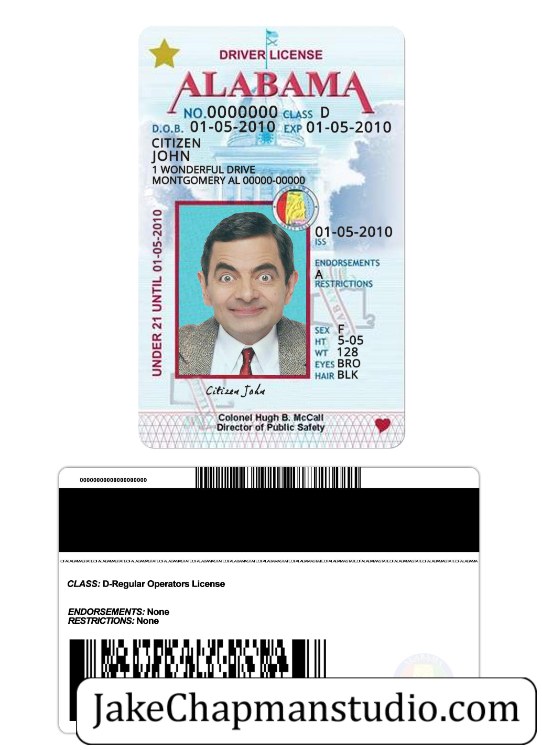 DRIVER LICENSE
ALABAMA
NO.0000000 CLASS D
D.O.B. 01-05-2010 EXP 01-05-2010
CITIZEN
JOHN
1 WONDERFUL DRIVE
MONTGOMERY AL 00000-00000
UNDER 21 UNTIL 01-05-2010
01-05-2010
ISS
ENDORSEMENTS
A
RESTRICTIONS
SEX F
HT 5-05
WT 128
EYES BRO
HAIR BLK
Citizen John
Colonel Hugh B. McCall
Director of Public Safety
CLASS: D-Regular Operators License
ENDORSEMENTS: None
RESTRICTIONS: None
JakeChapmanstudio.com